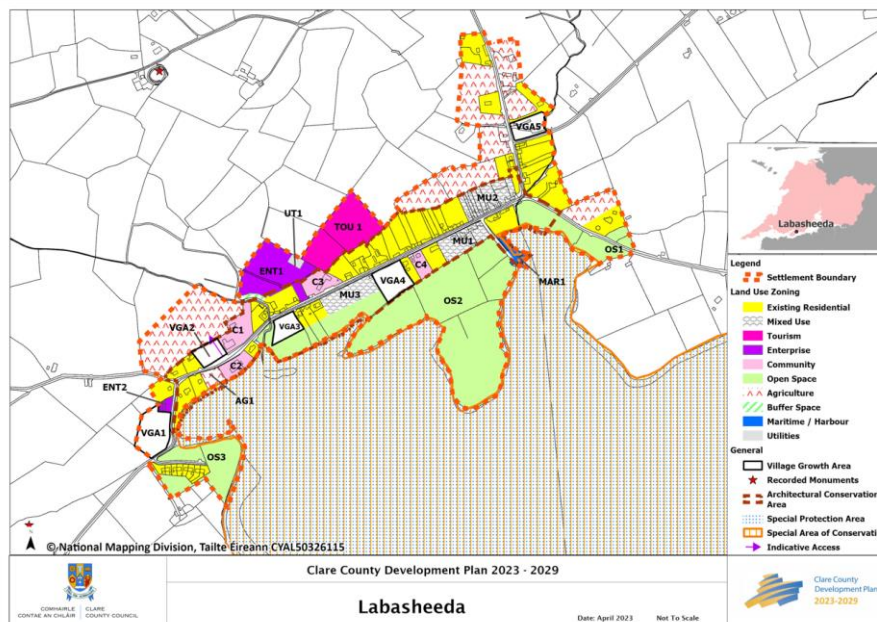 VGA5
MU2
UT1
TOU 1
MU1
OS1
ENT1
C4
MAR1
C3
MU3
VGA4
OS2
VGA2
C1
VGA3
C2
ENT2
AG1
VGA1
OS3
© National Mapping Division, Tailte Éireann CYAL50326115
Labasheeda
Legend
Settlement Boundary
Land Use Zoning
Existing Residential
Mixed Use
Tourism
Enterprise
Community
Open Space
Agriculture
Buffer Space
Maritime / Harbour
Utilities
General
Village Growth Area
Recorded Monuments
Architectural Conservation
Area
Special Protection Area
Special Area of Conservati
Indicative Access
COMHAIRLE
CONTAE AN CHLÁIR
CLARE
COUNTY COUNCIL
Clare County Development Plan 2023 - 2029
Labasheeda
Date: April 2023 Not To Scale
Clare County
Development Plan
2023-2029